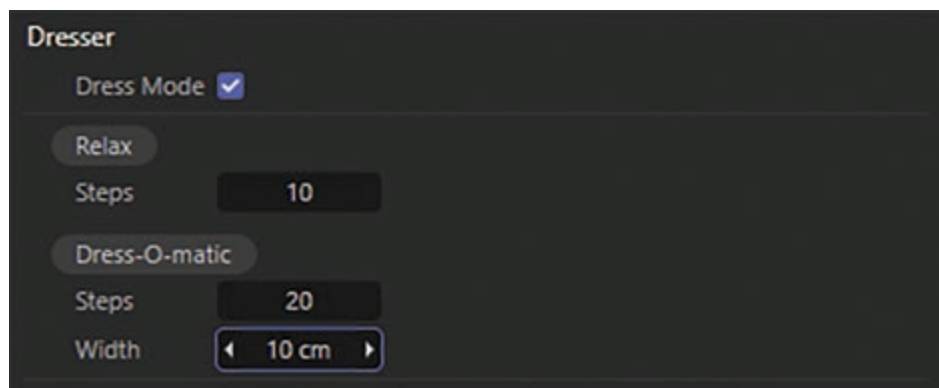 Dresser
Dress Mode
Relax
Steps 10
Dress-O-matic
Steps 20
Width 10 cm